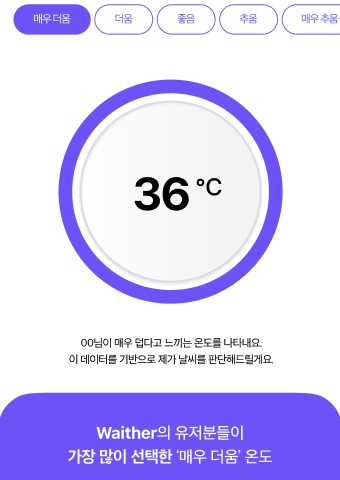 매우 더움 더움 좋음 추움 매우 추움
36 °C
00님이 매우 덥다고 느끼는 온도를 나타내요.
이 데이터를 기반으로 제가 날씨를 판단해드릴게요.
Waither의 유저분들이
가장 많이 선택한 ‘매우 더움’ 온도